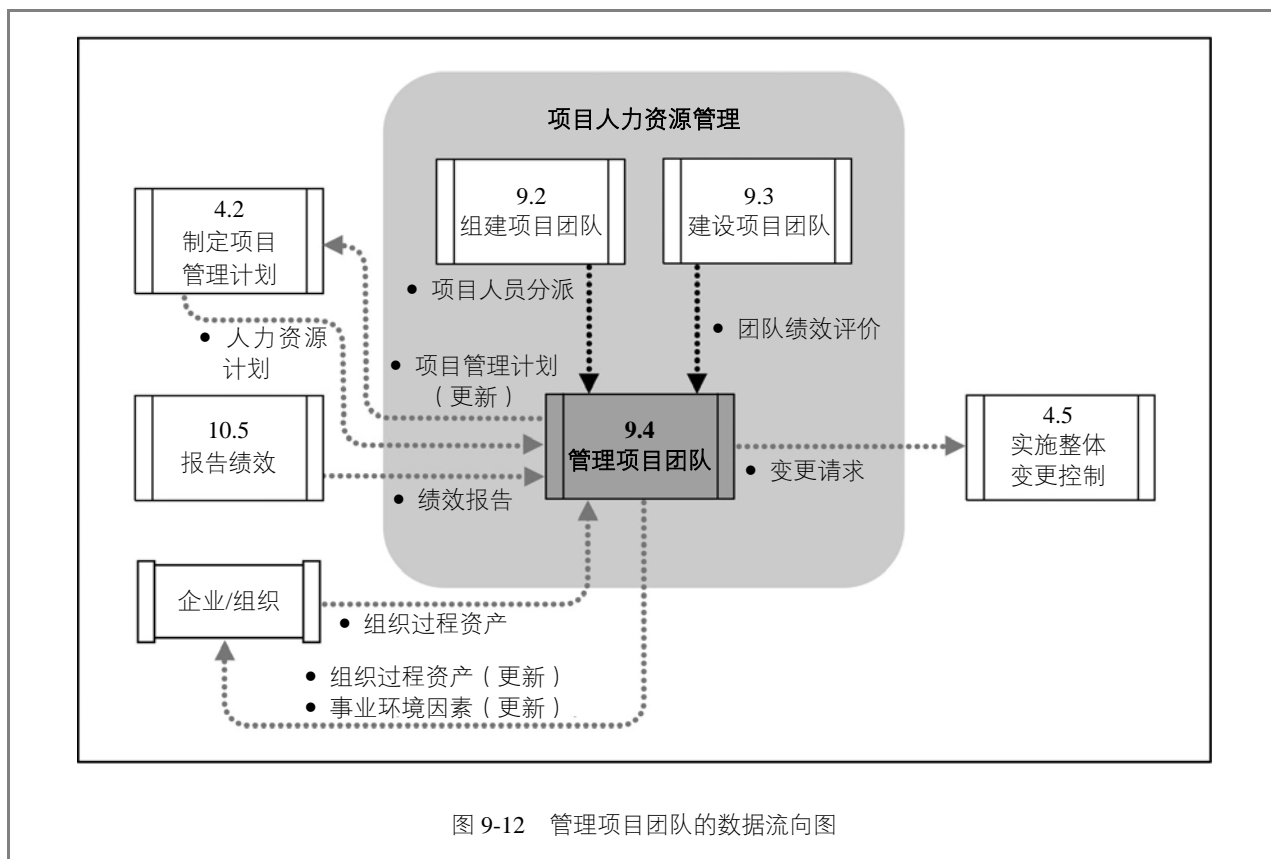 项目人力资源管理
9.2
组建项目团队
9.3
建设项目团队
4.2
制定项目
管理计划
● 项目人员分派
● 团队绩效评价
● 人力资源
计划
● 项目管理计划
（更新）
10.5
报告绩效
9.4
管理项目团队
4.5
实施整体
变更控制
● 变更请求
● 绩效报告
企业/组织
● 组织过程资产
● 组织过程资产（更新）
● 事业环境因素（更新）
图 9-12 管理项目团队的数据流向图